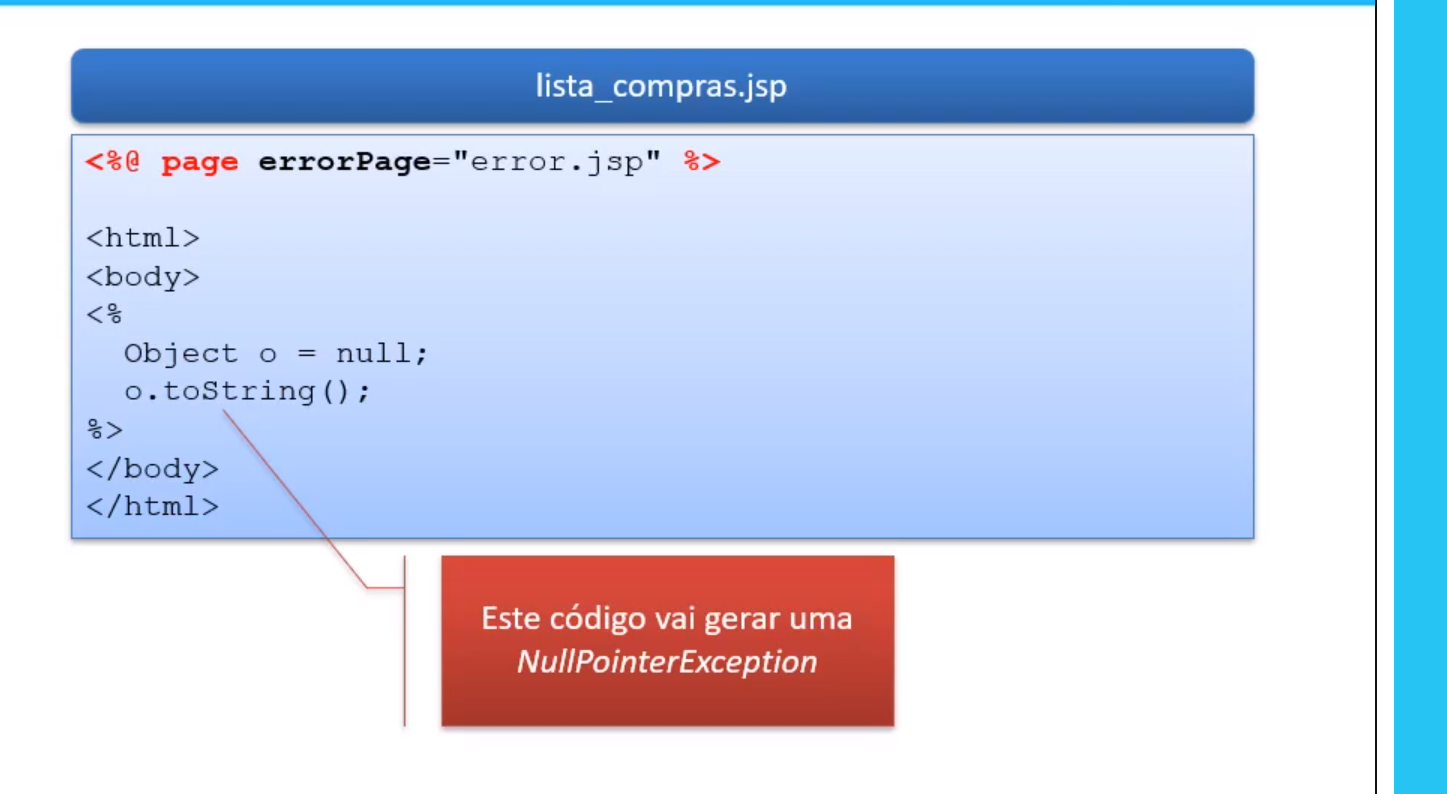 lista_compras.jsp
<%@ page errorPage="error.jsp" %>
<html>
<body>
<%
  Object o = null;
  o.toString();
%>
</body>
</html>
Este código vai gerar uma
NullPointerException